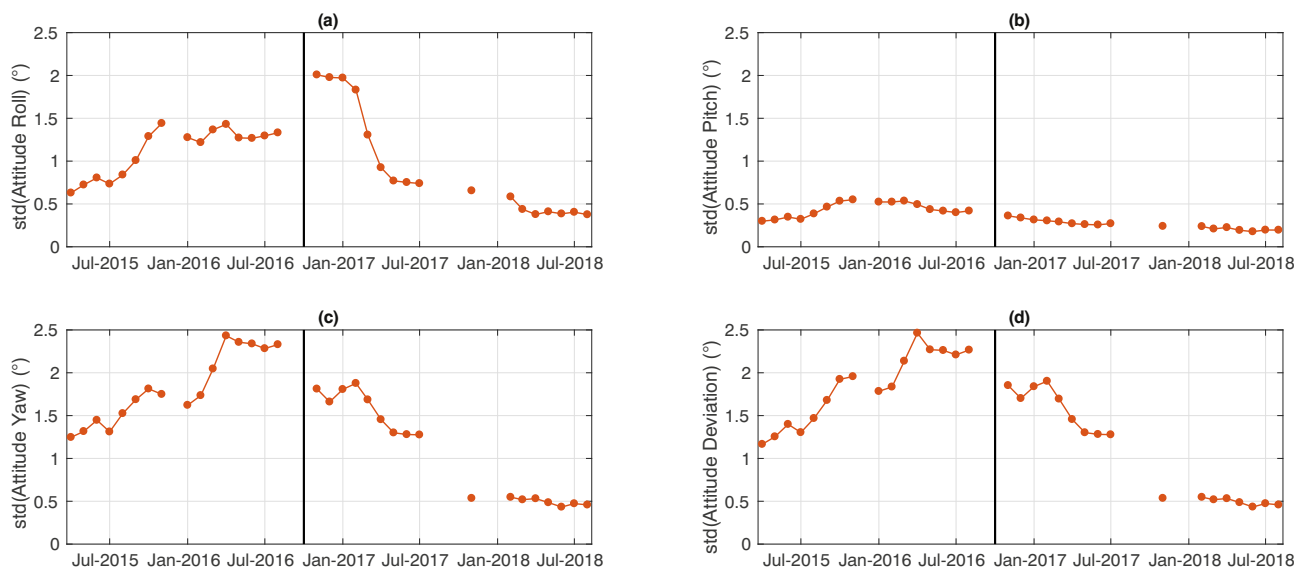 (a)
std(Attitude Roll) (°)
2.5
2
1.5
1
0.5
0
Jul-2015 Jan-2016 Jul-2016 Jan-2017 Jul-2017 Jan-2018 Jul-2018
(b)
std(Attitude Pitch) (°)
2.5
2
1.5
1
0.5
0
Jul-2015 Jan-2016 Jul-2016 Jan-2017 Jul-2017 Jan-2018 Jul-2018
(c)
std(Attitude Yaw) (°)
2.5
2
1.5
1
0.5
0
Jul-2015 Jan-2016 Jul-2016 Jan-2017 Jul-2017 Jan-2018 Jul-2018
(d)
std(Attitude Deviation) (°)
2.5
2
1.5
1
0.5
0
Jul-2015 Jan-2016 Jul-2016 Jan-2017 Jul-2017 Jan-2018 Jul-2018